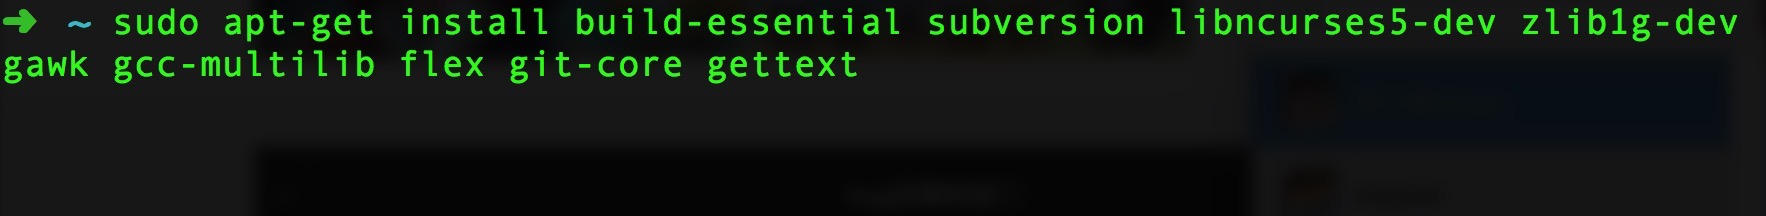 ➜ ~ sudo apt-get install build-essential subversion libncurses5-dev zlib1g-dev
gawk gcc-multilib flex git-core gettext